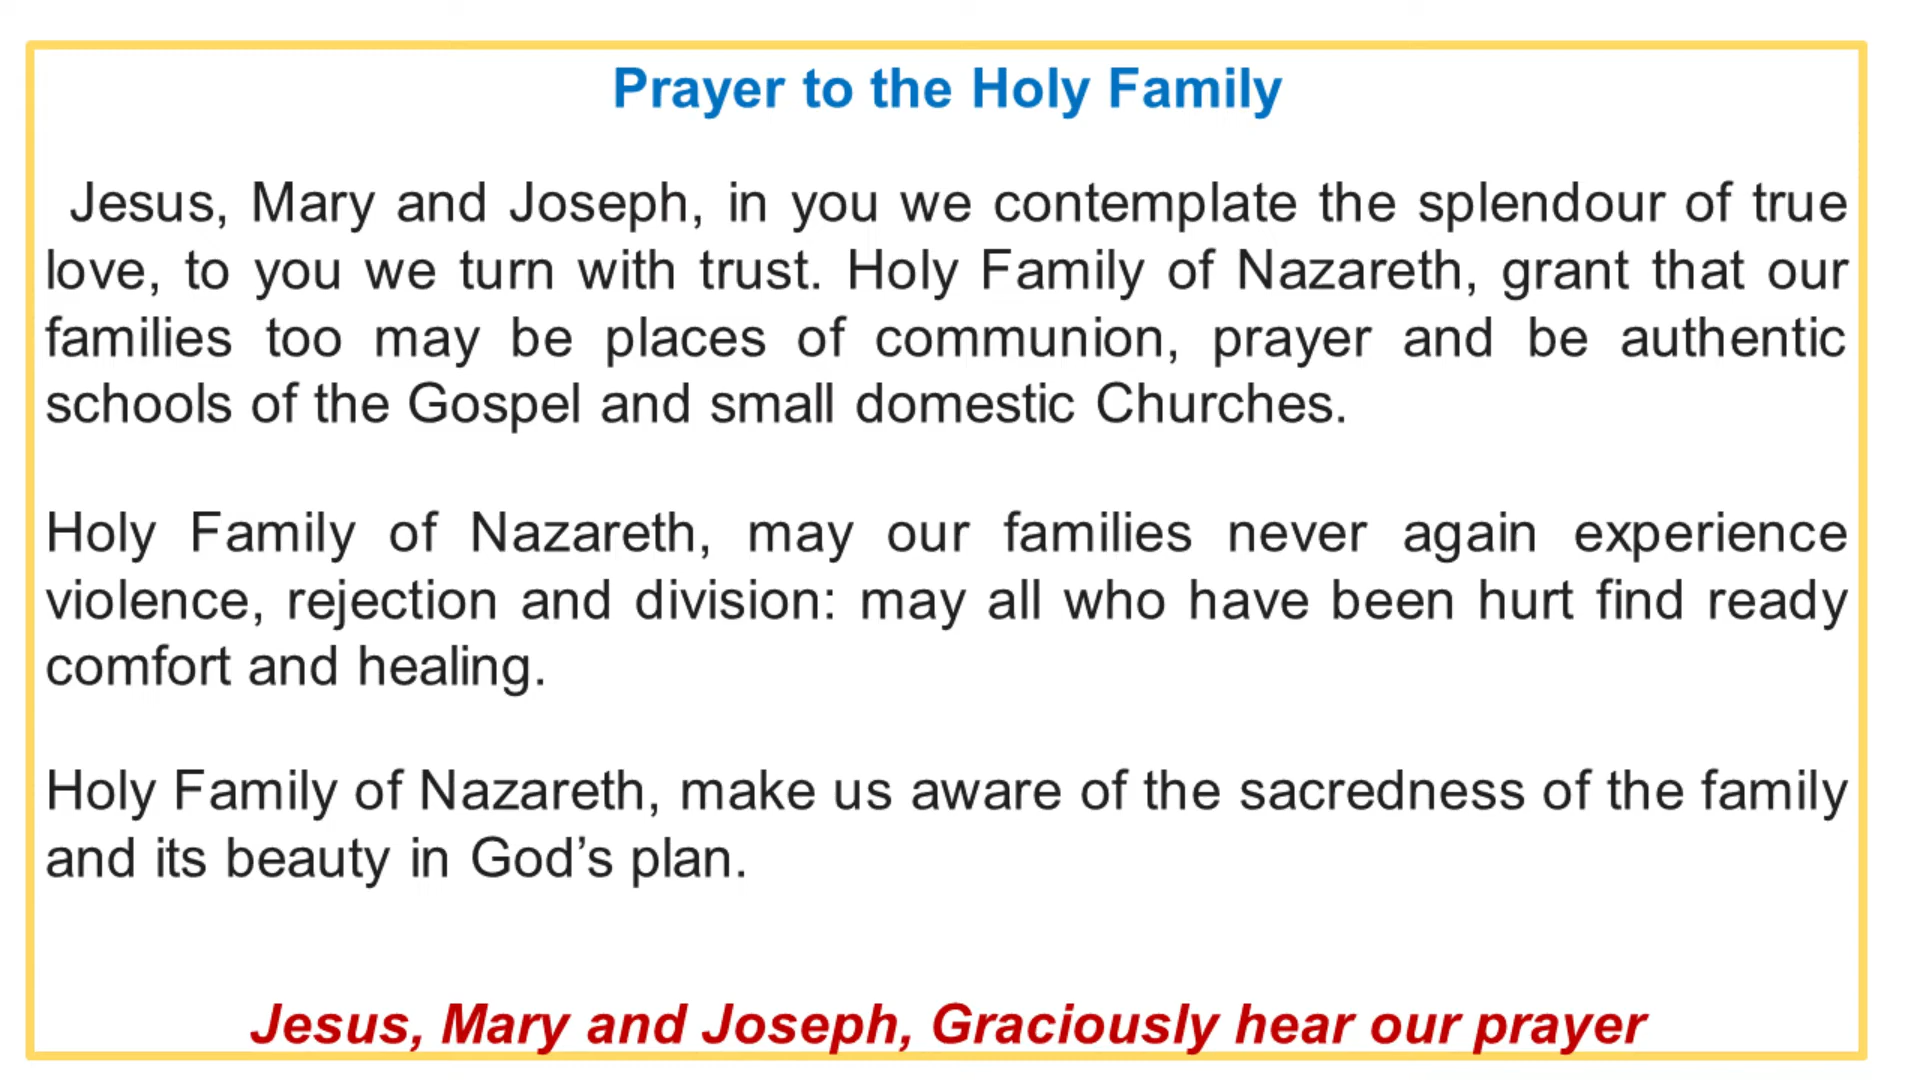 Prayer to the Holy Family
Jesus, Mary and Joseph, in you we contemplate the splendour of true
love, to you we turn with trust. Holy Family of Nazareth, grant that our
families too may be places of communion, prayer and be authentic
schools of the Gospel and small domestic Churches.
Holy Family of Nazareth, may our families never again experience
violence, rejection and division: may all who have been hurt find ready
comfort and healing.
Holy Family of Nazareth, make us aware of the sacredness of the family
and its beauty in God’s plan.
Jesus, Mary and Joseph, Graciously hear our prayer